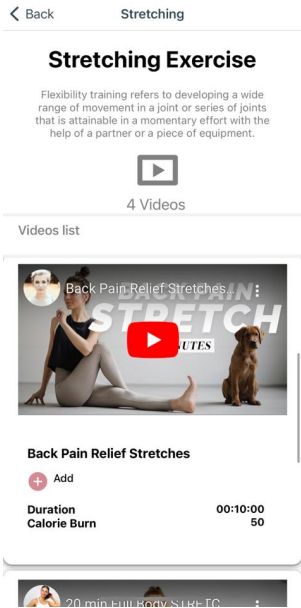 Back
Stretching
Stretching Exercise
Flexibility training refers to developing a wide
range of movement in a joint or series of joints
that is attainable in a momentary effort with the
help of a partner or a piece of equipment.
4 Videos
Videos list
Back Pain Relief Stretches...
BACK PAIN
STRETCH
MINUTES
Back Pain Relief Stretches
Add
Duration 00:10:00
Calorie Burn 50
20 min Full Body STRETC